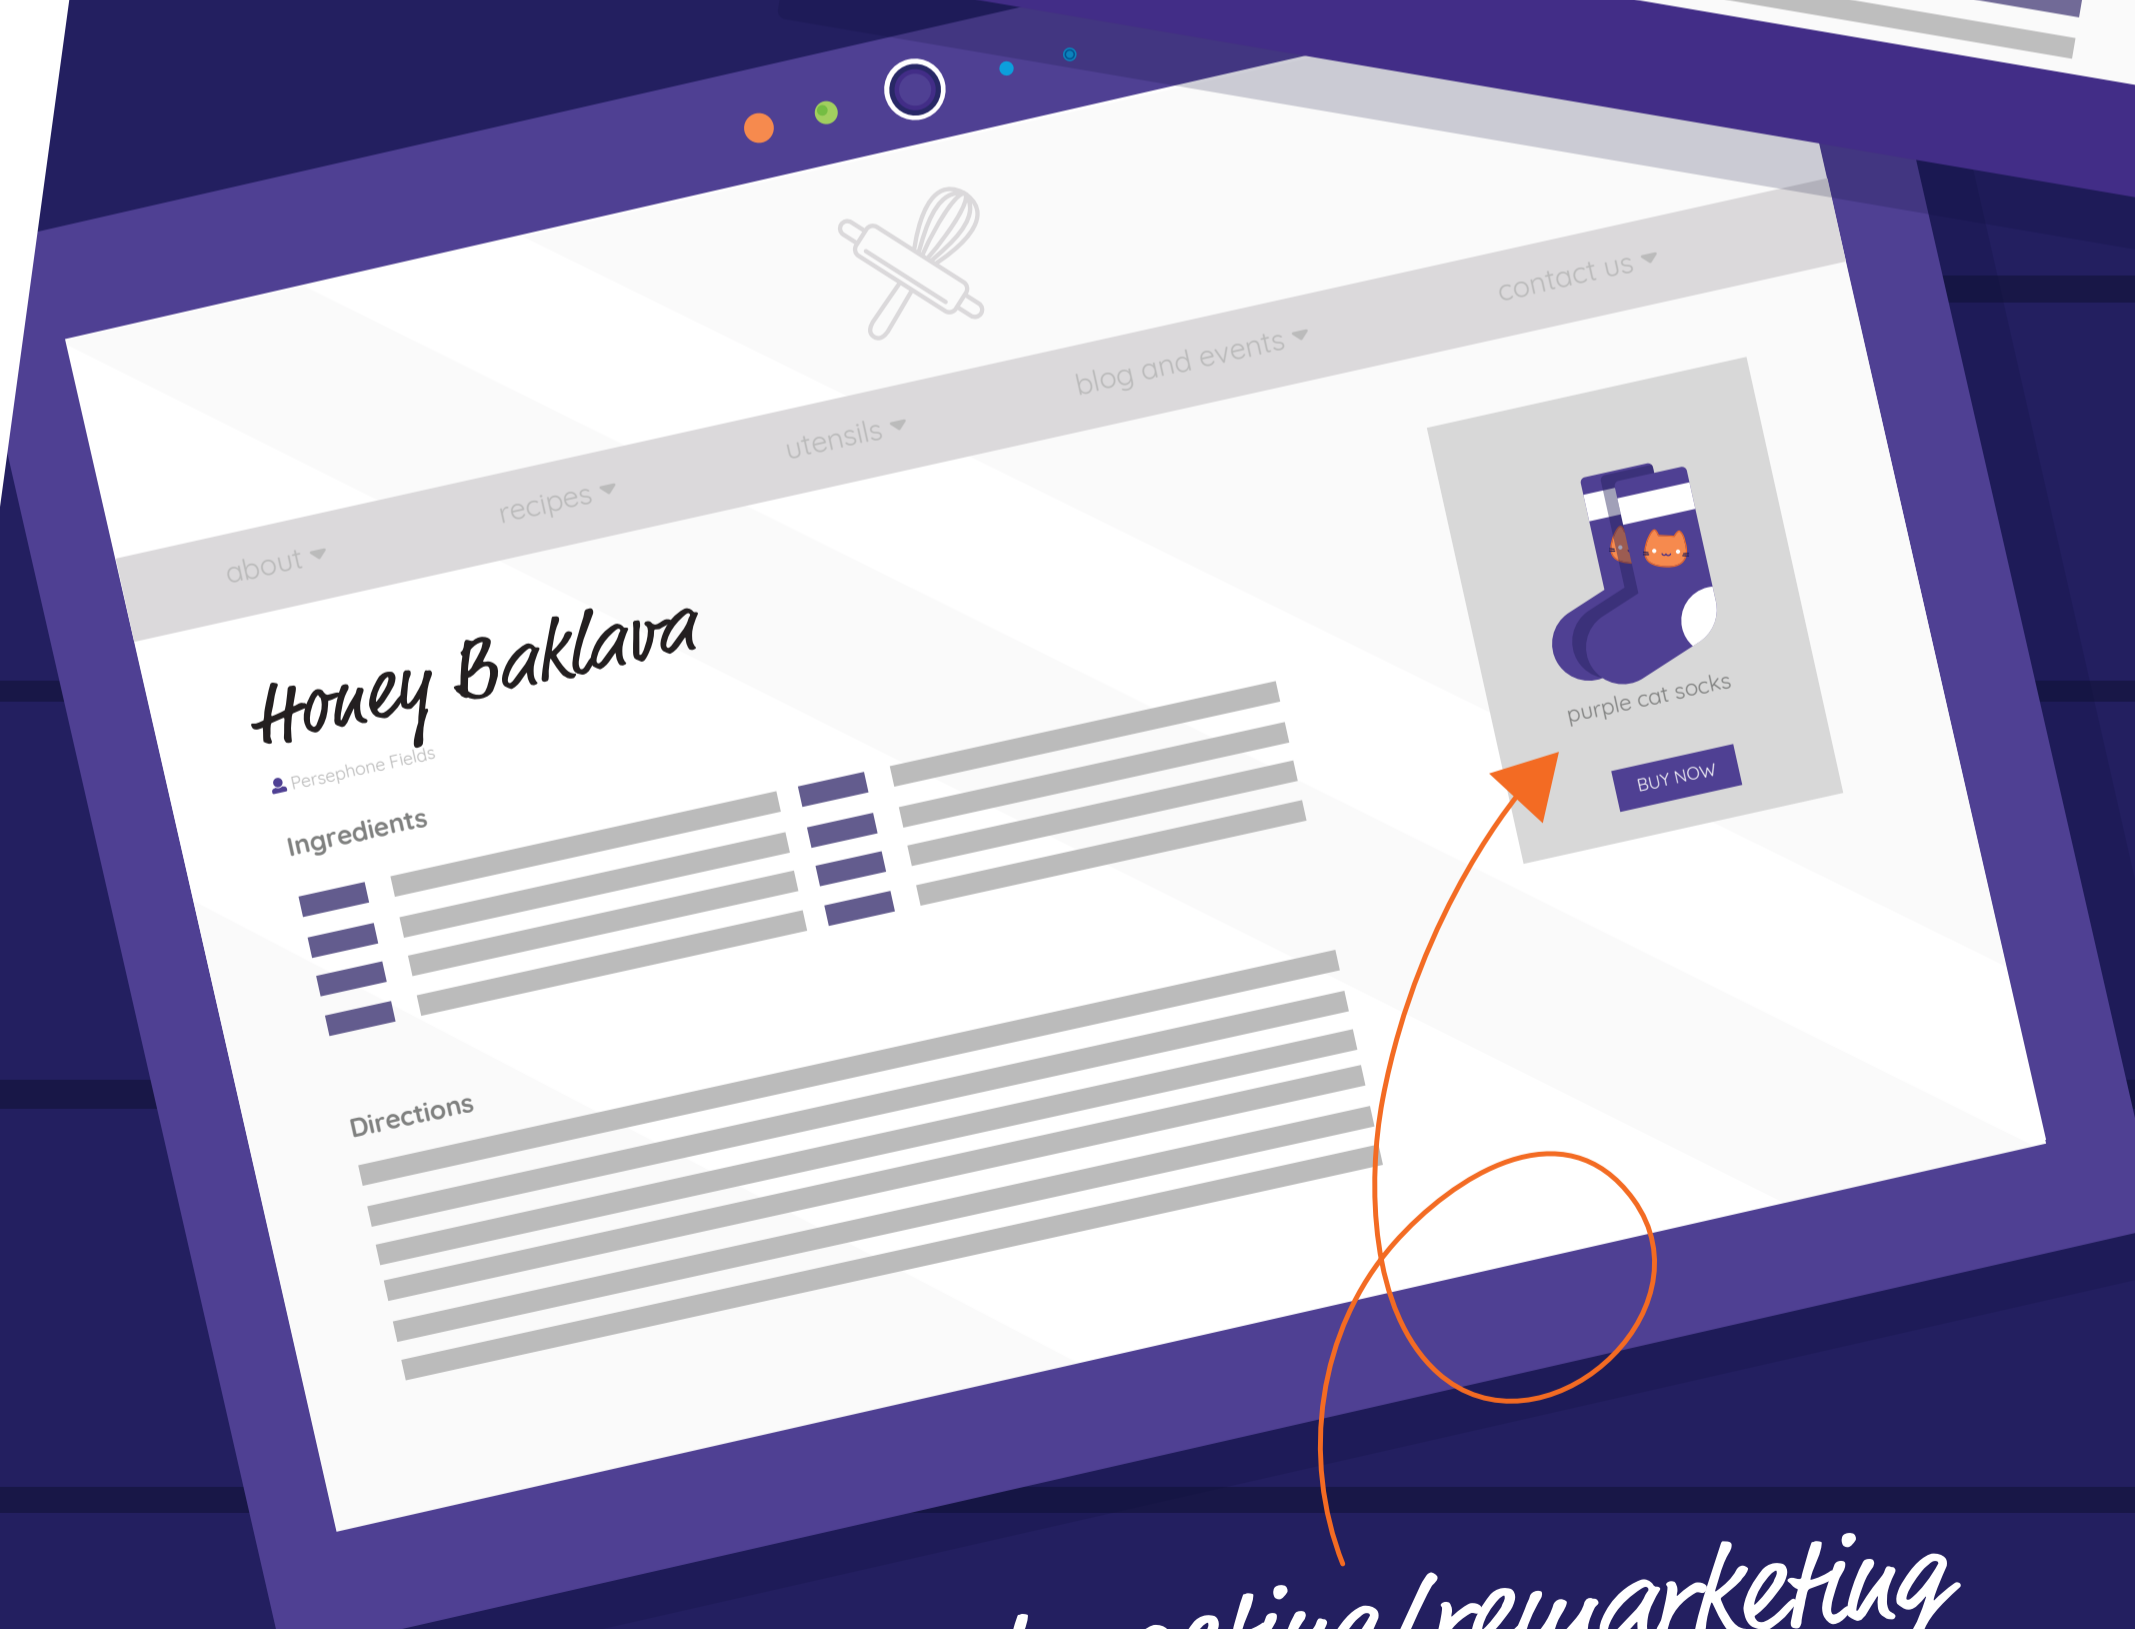 about
recipes
utensils
blog and events
contact us
Honey Baklava
Persephone Fields
Ingredients
Directions
purple cat socks
BUY NOW
/remarketing